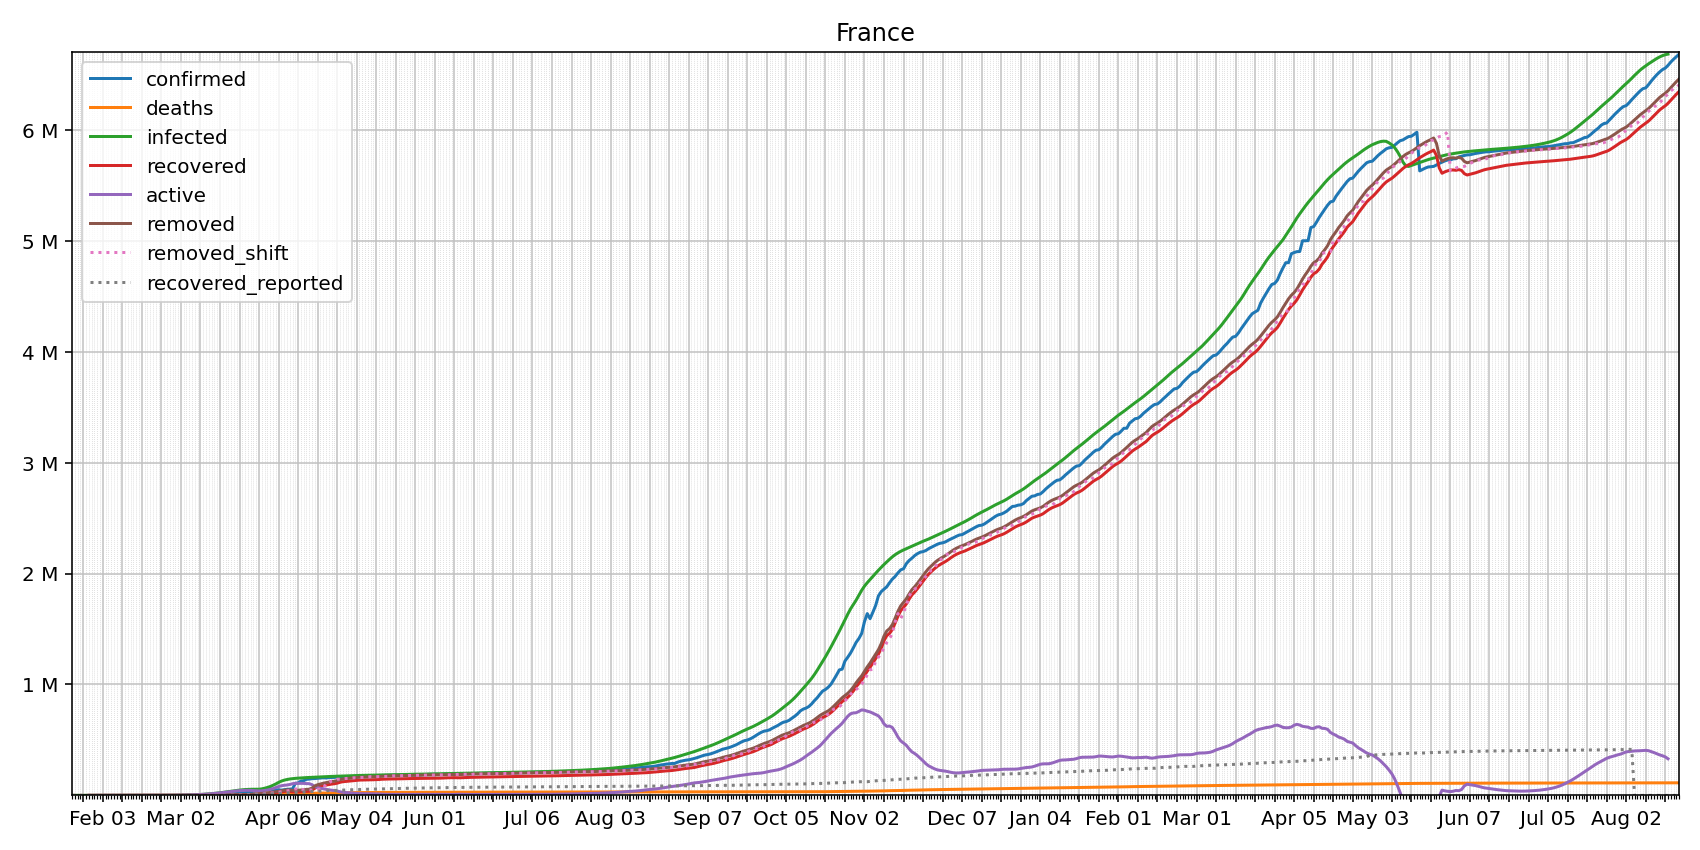 France
confirmed
deaths
infected
recovered
active
removed
removed_shift
recovered_reported
6 M
5 M
4 M
3 M
2 M
1 M
Feb 03 Mar 02 Apr 06 May 04 Jun 01 Jul 06 Aug 03 Sep 07 Oct 05 Nov 02 Dec 07 Jan 04 Feb 01 Mar 01 Apr 05 May 03 Jun 07 Jul 05 Aug 02